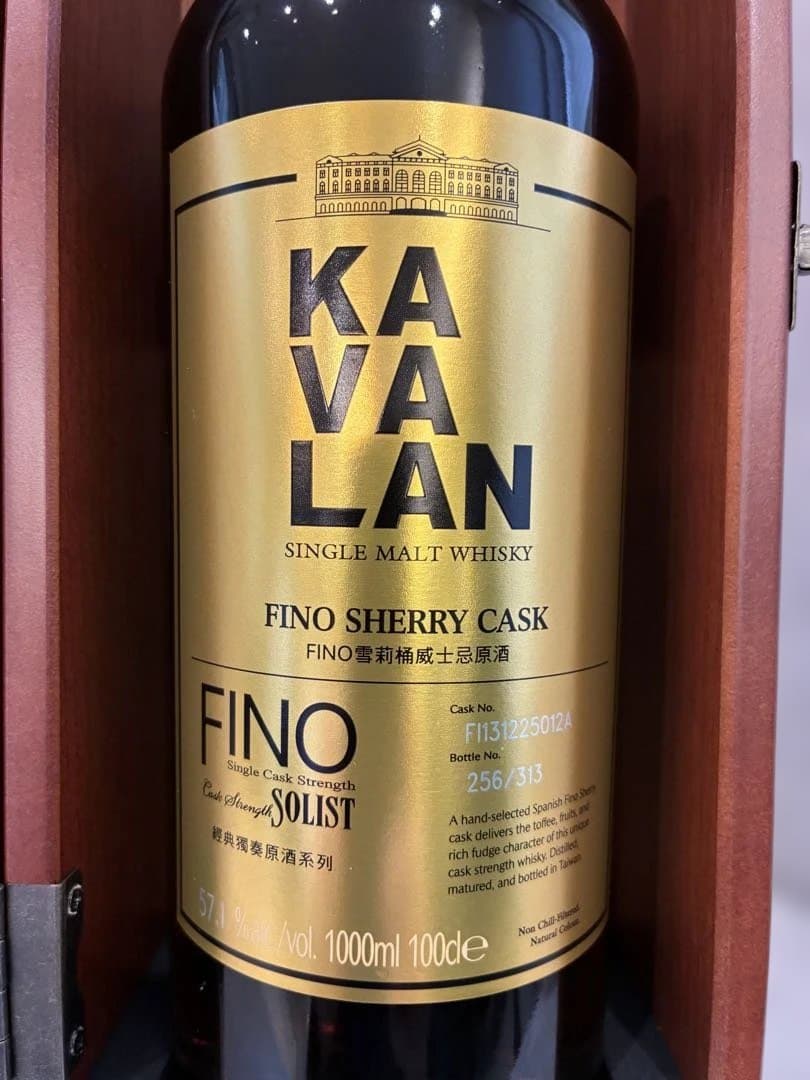 KA
VA
LAN
SINGLE MALT WHISKY
FINO SHERRY CASK
FINO雪莉桶威士忌原酒
FINO
Single Cask Strength
Cask Strength SOLIST
經典獨奏原酒系列
Cask No.
FI131225012A
Bottle No.
256/313
A hand-selected Spanish Fino Sherry
cask delivers the toffee, fruits, and
rich fudge character of this unique
cask strength whisky. Distilled,
matured, and bottled in Taiwan
57.1 %alc./vol. 1000ml 100cl℮
Non Chill-Filtered.
Natural Colour.